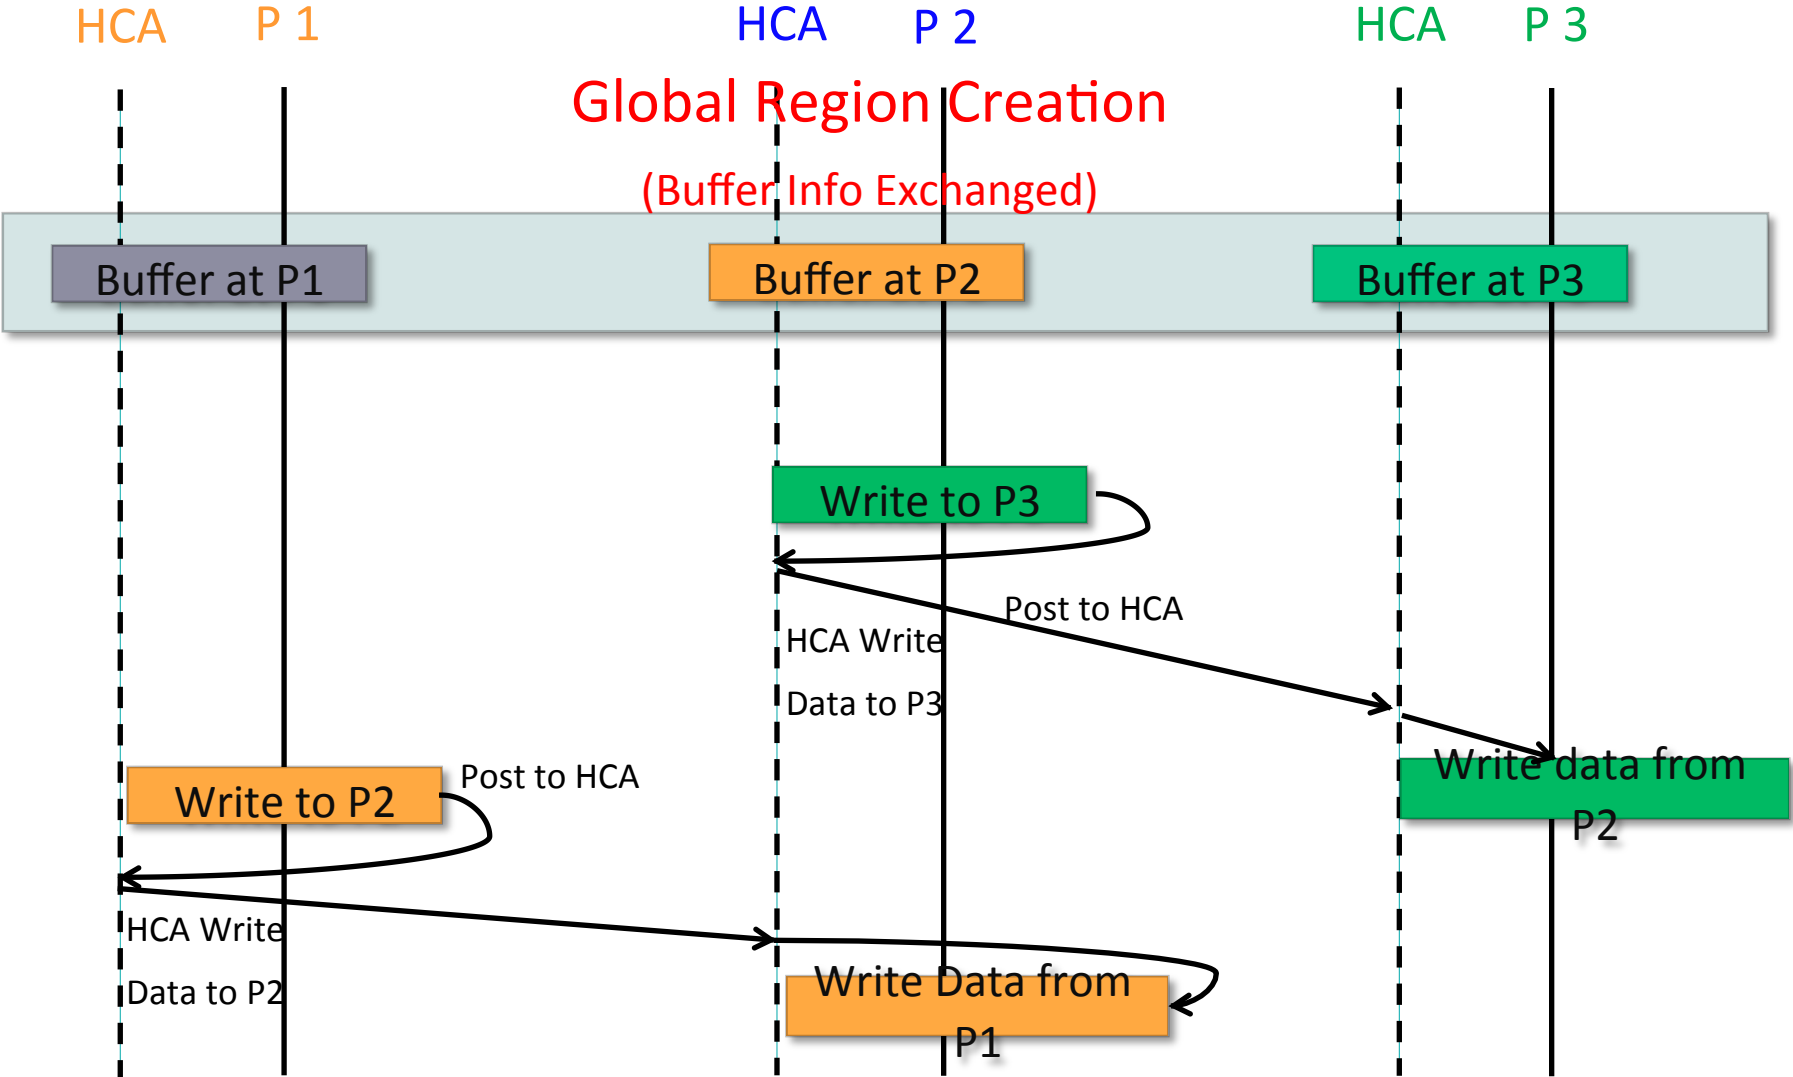 HCA P 1 HCA P 2 HCA P 3
Global Region Creation
(Buffer Info Exchanged)
Buffer at P1 Buffer at P2 Buffer at P3
Write to P3
Post to HCA
HCA Write
Data to P3
Write to P2
Post to HCA
Write data from
P2
HCA Write
Data to P2
Write Data from
P1